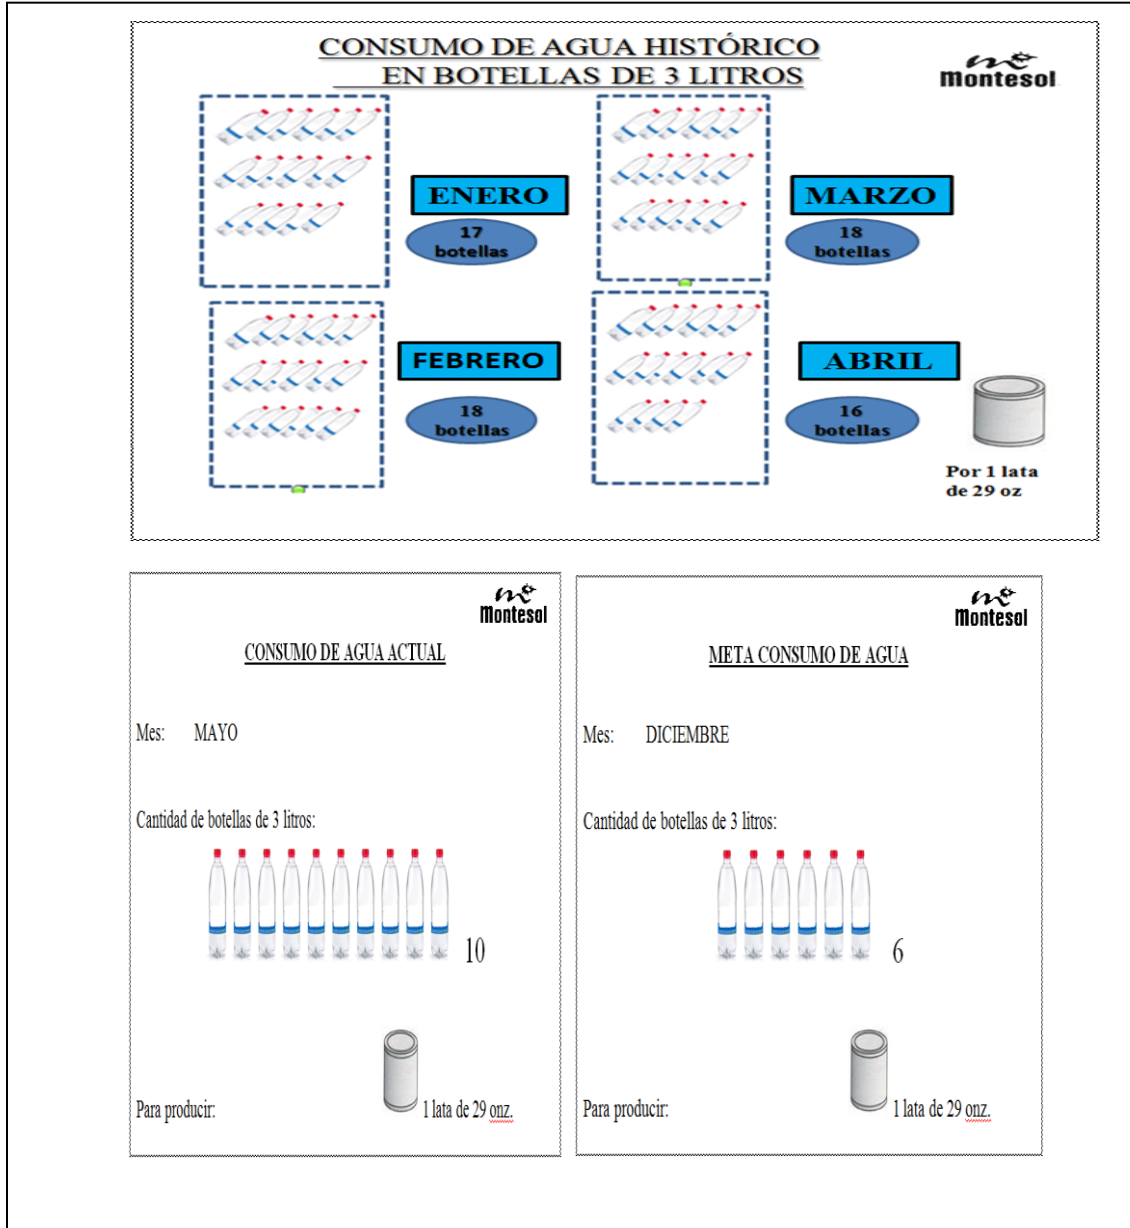 CONSUMO DE AGUA HISTÓRICO
EN BOTELLAS DE 3 LITROS
me
Montesol
ENERO
17
botellas
MARZO
18
botellas
FEBRERO
18
botellas
ABRIL
16
botellas
Por 1 lata
de 29 oz
me
Montesol
CONSUMO DE AGUA ACTUAL
Mes: MAYO
Cantidad de botellas de 3 litros:
10
Para producir: 1 lata de 29 onz.
me
Montesol
META CONSUMO DE AGUA
Mes: DICIEMBRE
Cantidad de botellas de 3 litros:
6
Para producir: 1 lata de 29 onz.